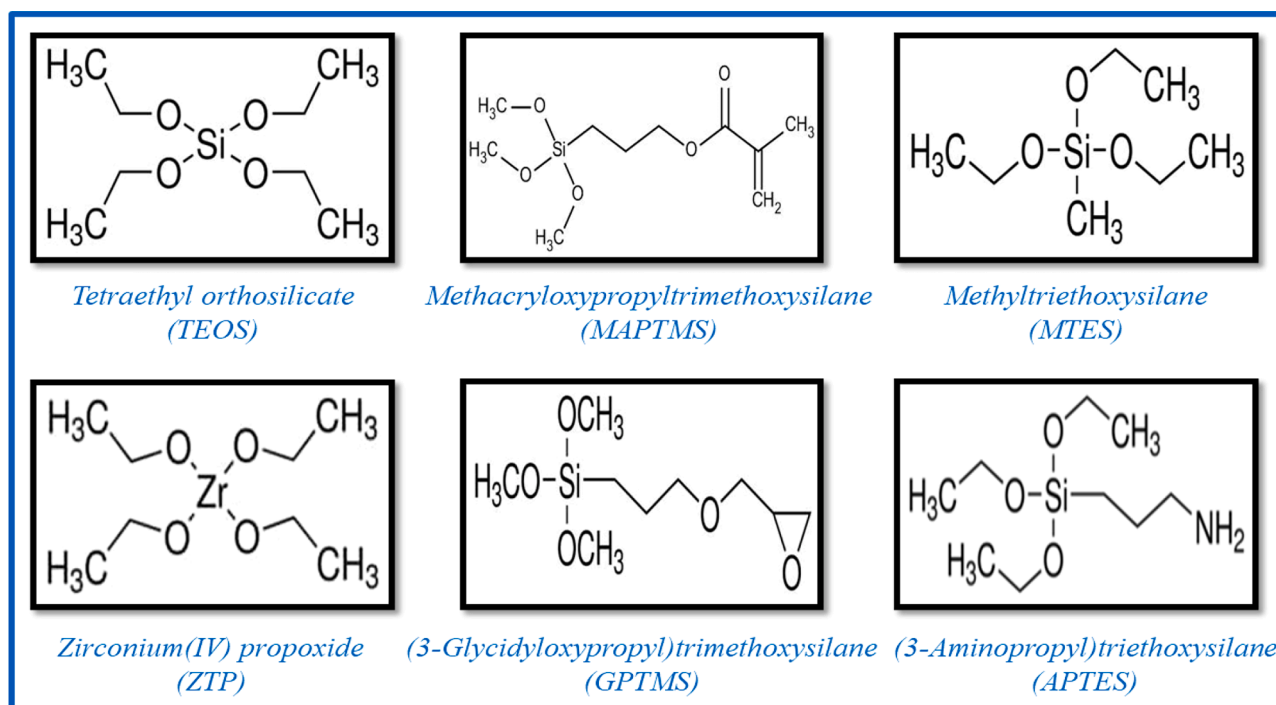 H₃C CH₃
O O
Si
O O
H₃C CH₃
Tetraethyl orthosilicate
(TEOS)
O
H₃C O CH₃
H₃C Si O
O O CH₂
H₃C
Methacryloxypropyltrimethoxysilane
(MAPTMS)
O CH₃
H₃C O-Si-O CH₃
CH₃
Methyltriethoxysilane
(MTES)
H₃C CH₃
O O
Zr
O O
H₃C CH₃
Zirconium(IV) propoxide
(ZTP)
OCH₃
H₃CO-Si
O
OCH₃
O
(3-Glycidyloxypropyl)trimethoxysilane
(GPTMS)
O CH₃
H₃C O-Si
NH₂
H₃C O
(3-Aminopropyl)triethoxysilane
(APTES)